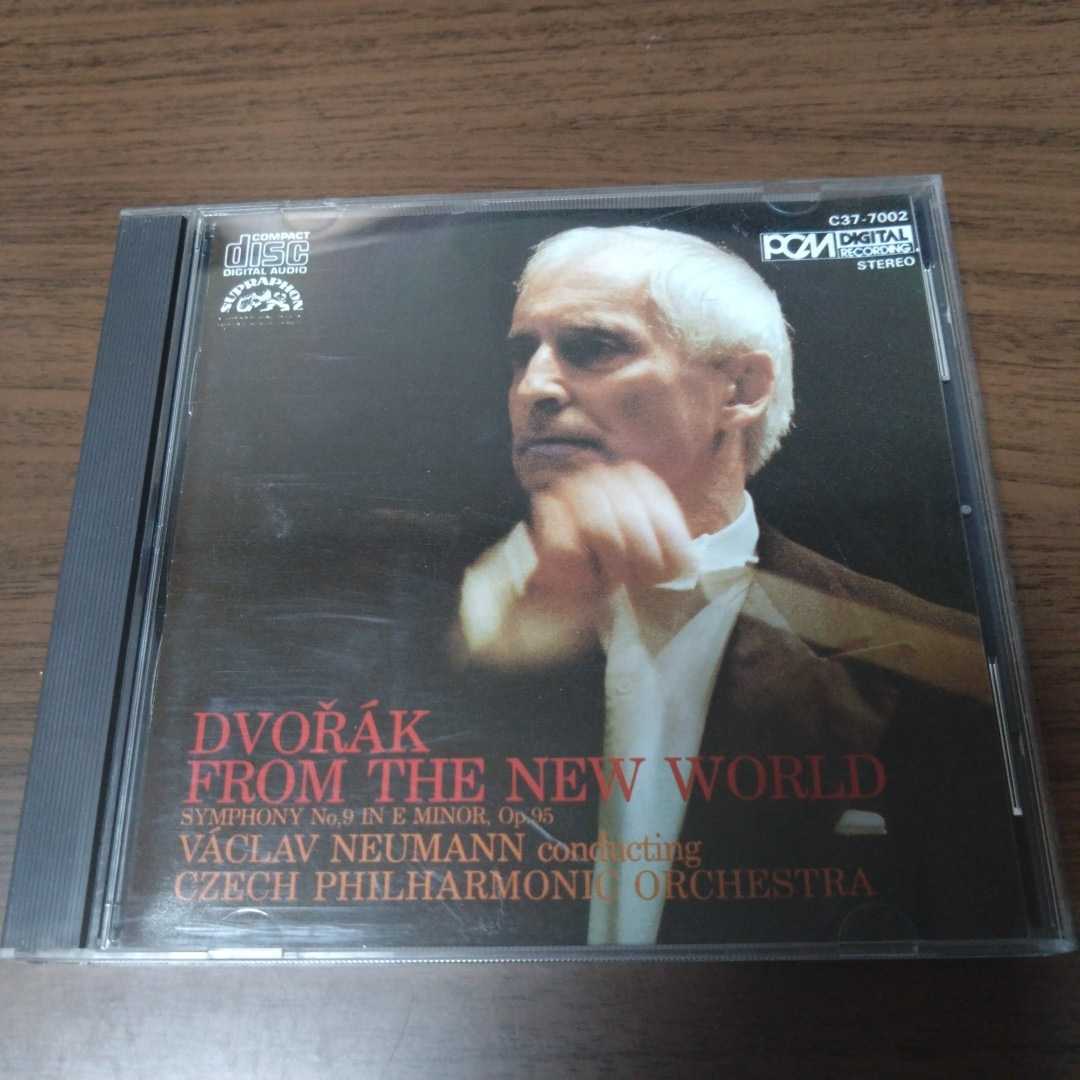 COMPACT
disc
DIGITAL AUDIO
SUPRAPHON
C37-7002
PCM DIGITAL
RECORDING
STEREO
DVOŘÁK
FROM THE NEW WORLD
SYMPHONY No,9 IN E MINOR, Op.95
VÁCLAV NEUMANN conducting
CZECH PHILHARMONIC ORCHESTRA